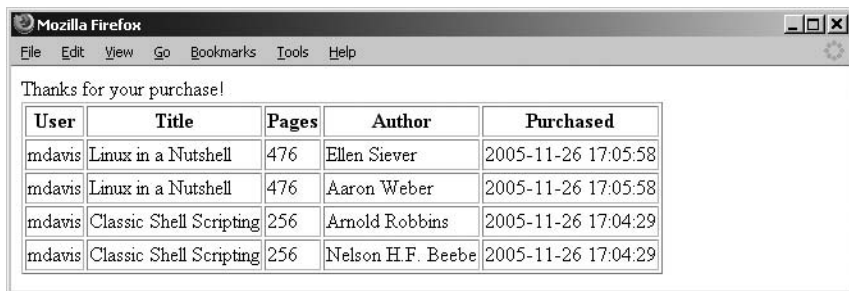 Mozilla Firefox
File Edit View Go Bookmarks Tools Help
Thanks for your purchase!
User Title Pages Author Purchased
mdavis Linux in a Nutshell 476 Ellen Siever 2005-11-26 17:05:58
mdavis Linux in a Nutshell 476 Aaron Weber 2005-11-26 17:05:58
mdavis Classic Shell Scripting 256 Arnold Robbins 2005-11-26 17:04:29
mdavis Classic Shell Scripting 256 Nelson H.F. Beebe 2005-11-26 17:04:29